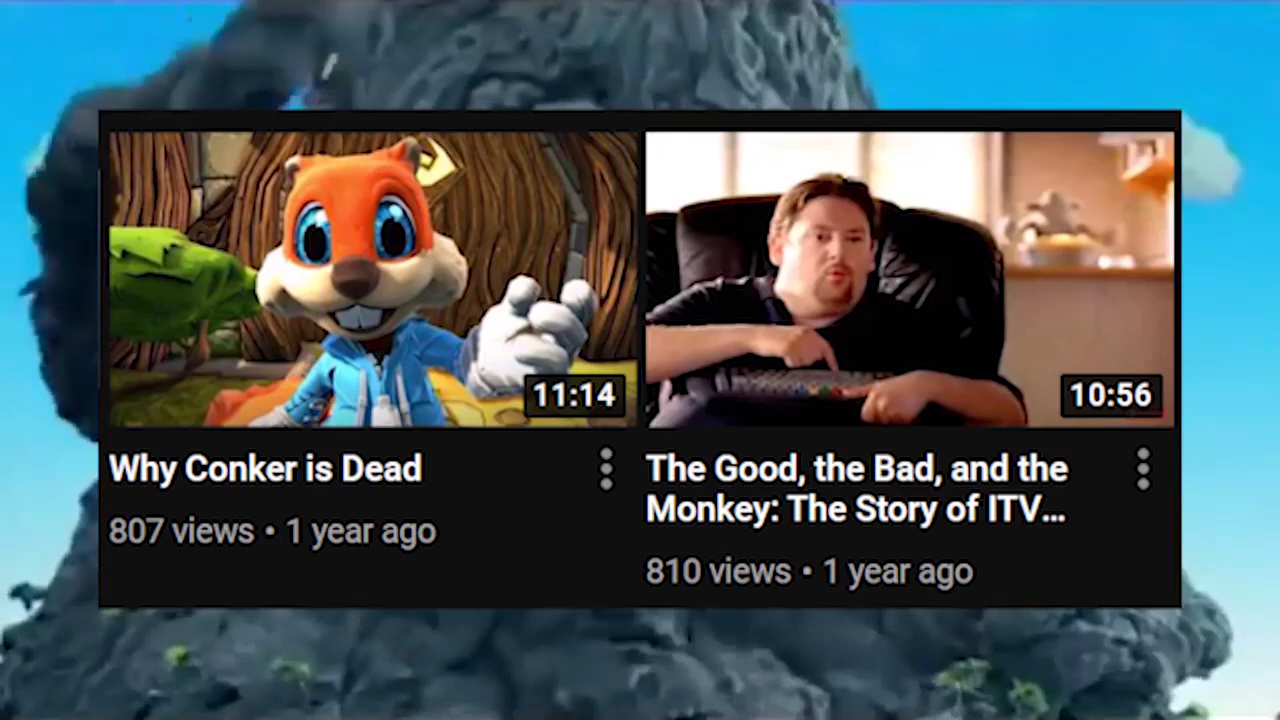 11:14
10:56
Why Conker is Dead
807 views • 1 year ago
The Good, the Bad, and the
Monkey: The Story of ITV...
810 views • 1 year ago